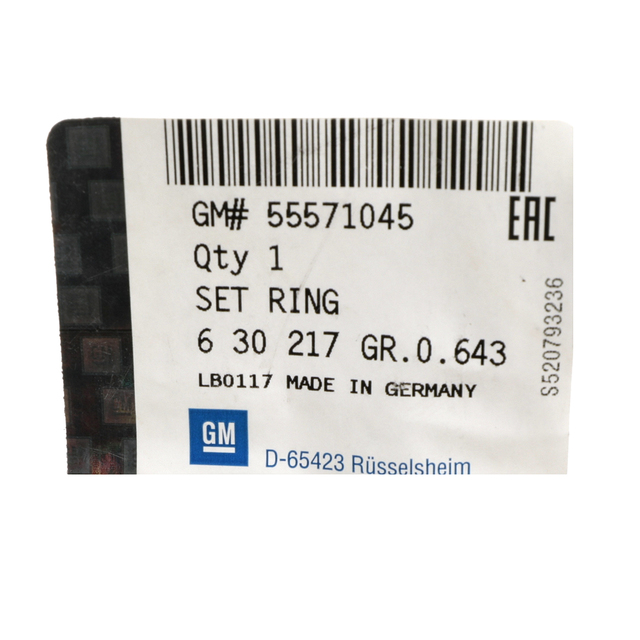 GM# 55571045
EAC
Qty 1
SET RING
6 30 217 GR.0.643
LB0117 MADE IN GERMANY
S520793236
GM
D-65423 Rüsselsheim